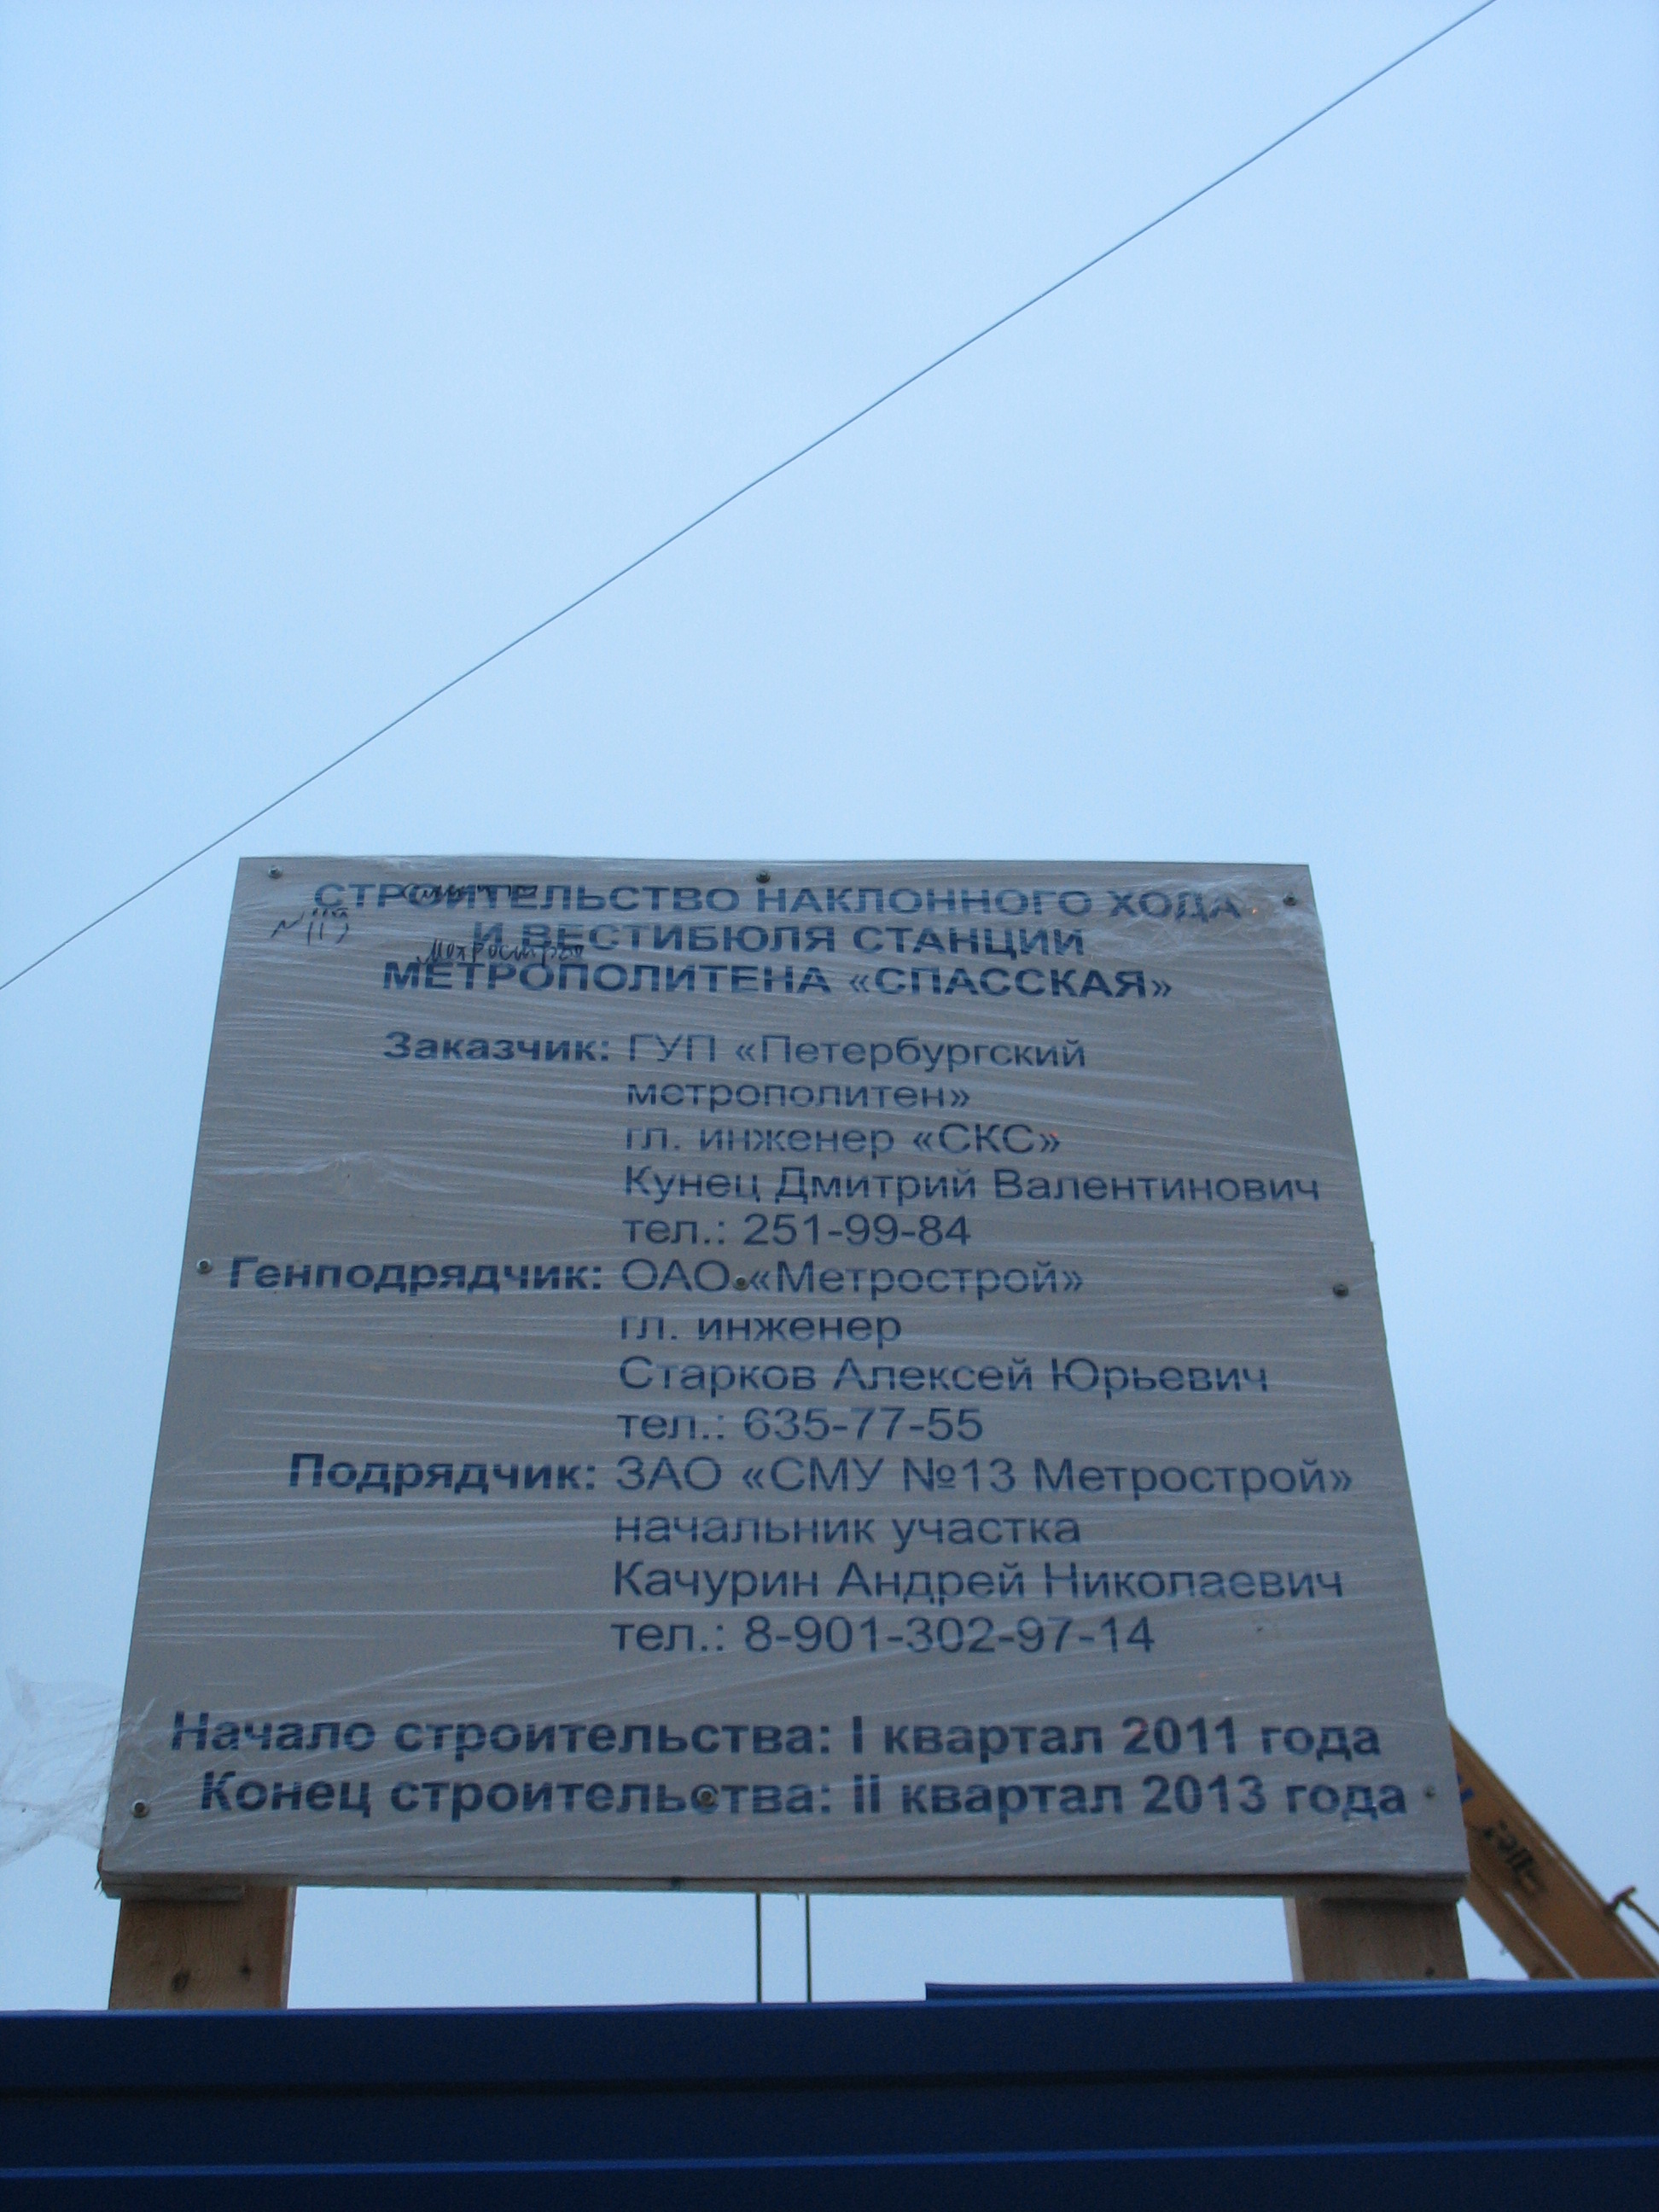 СТРОИТЕЛЬСТВО НАКЛОННОГО ХОДА
И ВЕСТИБЮЛЯ СТАНЦИИ
Метрострой
МЕТРОПОЛИТЕНА «СПАССКАЯ»
Заказчик: ГУП «Петербургский
метрополитен»
гл. инженер «СКС»
Кунец Дмитрий Валентинович
тел.: 251-99-84
Генподрядчик: ОАО «Метрострой»
гл. инженер
Старков Алексей Юрьевич
тел.: 635-77-55
Подрядчик: ЗАО «СМУ №13 Метрострой»
начальник участка
Качурин Андрей Николаевич
тел.: 8-901-302-97-14
Начало строительства: I квартал 2011 года
Конец строительства: II квартал 2013 года